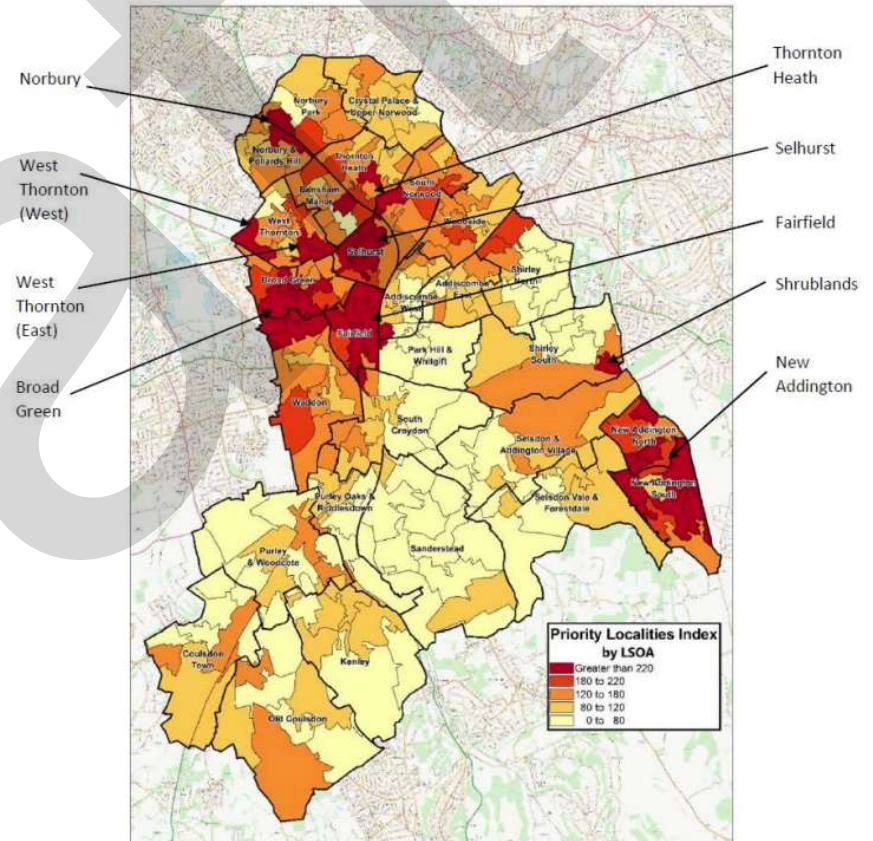 Norbury
West
Thornton
(West)
West
Thornton
(East)
Broad
Green
Thornton
Heath
Selhurst
Fairfield
Shrublands
New
Addington
Norbury
Park
Crystal Palace &
Upper Norwood
Norbury &
Pollards Hill
Thornton
Heath
Bensham
Manor
South
Norwood
West
Thornton
Selhurst
Woodside
Broad Green
Shirley
North
Addiscombe
West
Addiscombe
East
Fairfield
Park Hill &
Whitgift
Shirley
South
Waddon
South
Croydon
Selsdon &
Addington Village
New Addington
North
New Addington
South
Purley Oaks &
Riddlesdown
Selsdon Vale &
Forestdale
Sanderstead
Purley
& Woodcote
Coulsdon
Town
Kenley
Old Coulsdon
Priority Localities Index
by LSOA
Greater than 220
180 to 220
120 to 180
80 to 120
0 to 80